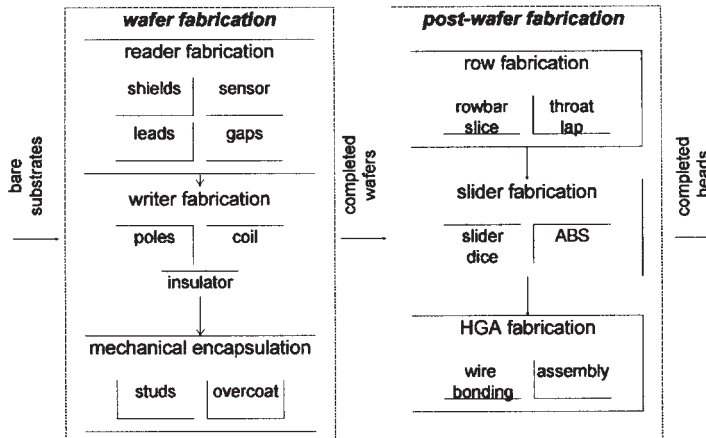 wafer fabrication
reader fabrication
shields sensor
leads gaps
writer fabrication
poles coil
insulator
mechanical encapsulation
studs overcoat
bare
substrates
completed
wafers
post-wafer fabrication
row fabrication
rowbar throat
slice lap
slider fabrication
slider ABS
dice
HGA fabrication
wire assembly
bonding
completed
heads